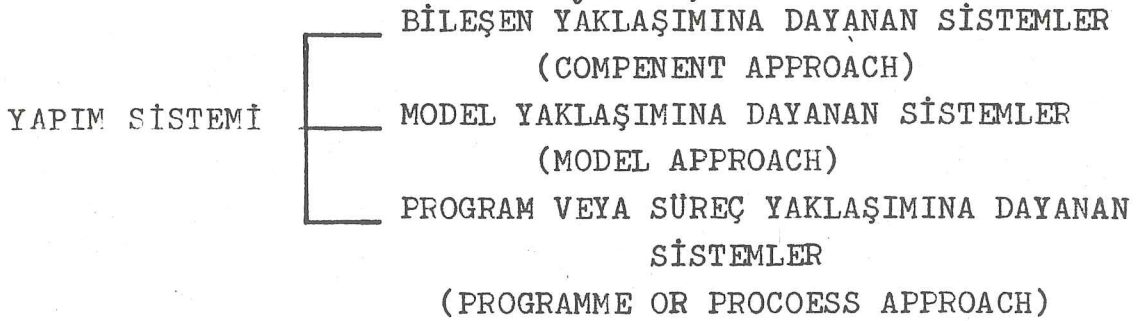 BİLEŞEN YAKLAŞIMINA DAYANAN SİSTEMLER
(COMPENENT APPROACH)
YAPIM SİSTEMİ
MODEL YAKLAŞIMINA DAYANAN SİSTEMLER
(MODEL APPROACH)
PROGRAM VEYA SÜREÇ YAKLAŞIMINA DAYANAN
SİSTEMLER
(PROGRAMME OR PROCOESS APPROACH)